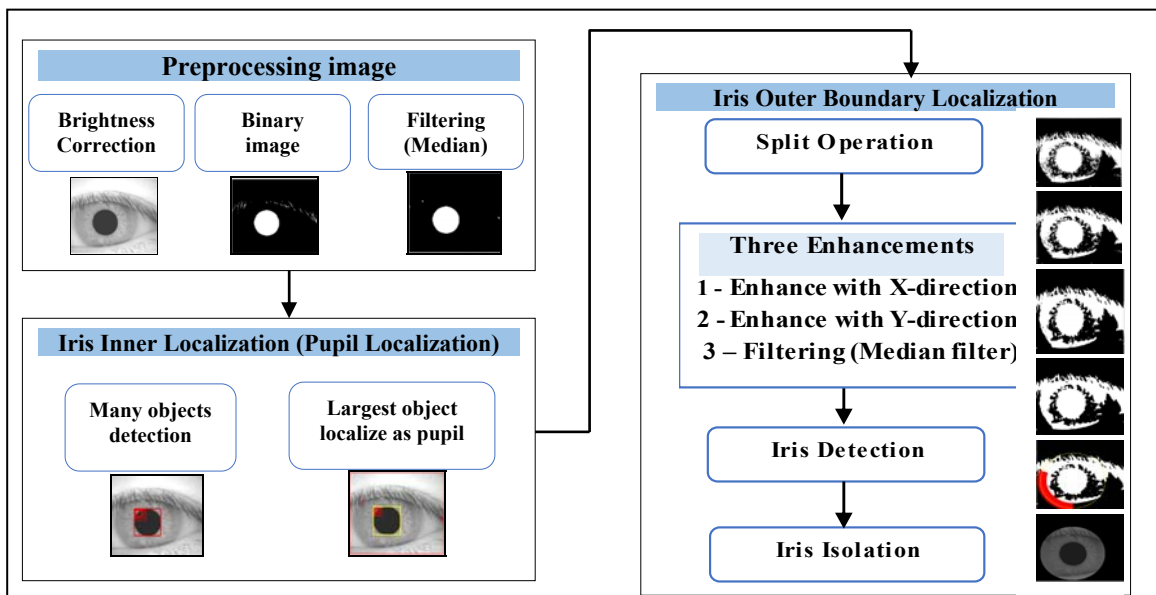 Preprocessing image
Brightness
Correction
Binary
image
Filtering
(Median)
Iris Inner Localization (Pupil Localization)
Many objects
detection
Largest object
localize as pupil
Iris Outer Boundary Localization
Split Operation
Three Enhancements
1 - Enhance with X-direction
2 - Enhance with Y-direction
3 – Filtering (Median filter)
Iris Detection
Iris Isolation